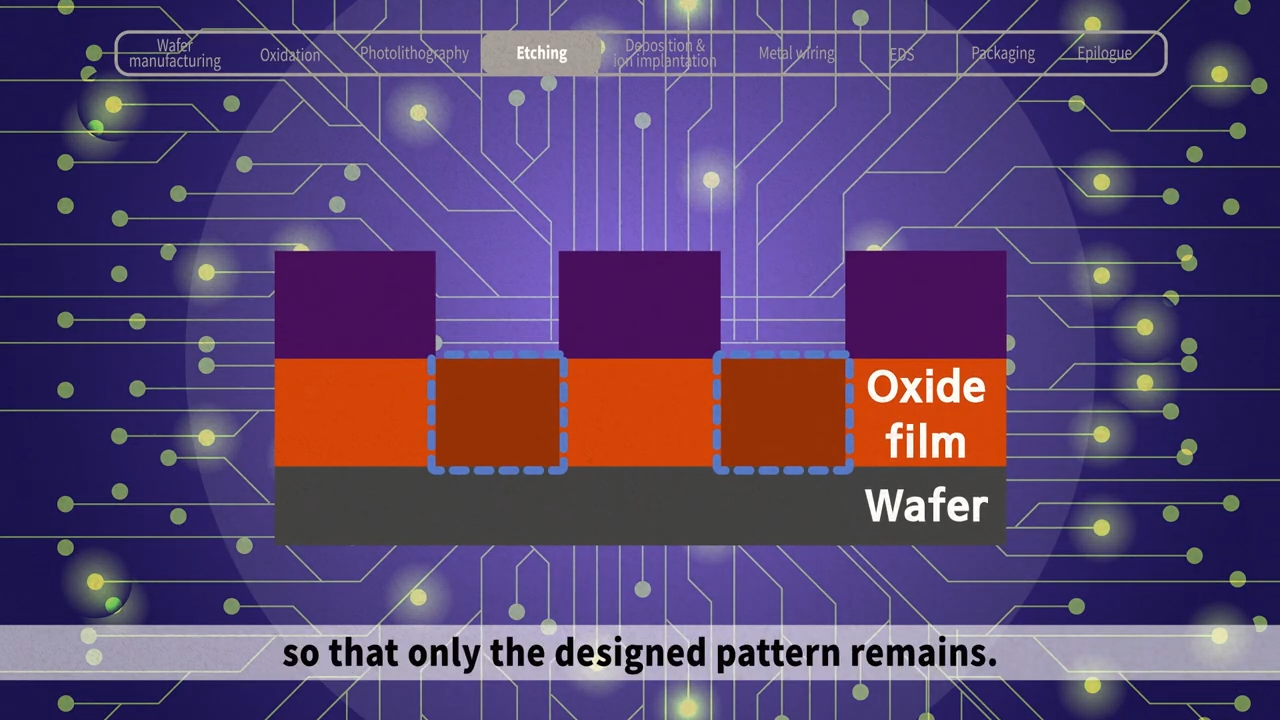 Wafer
manufacturing
Oxidation
Photolithography
Etching
Deposition &
ion implantation
Metal wiring
EDS
Packaging
Epilogue
Oxide
film
Wafer
so that only the designed pattern remains.